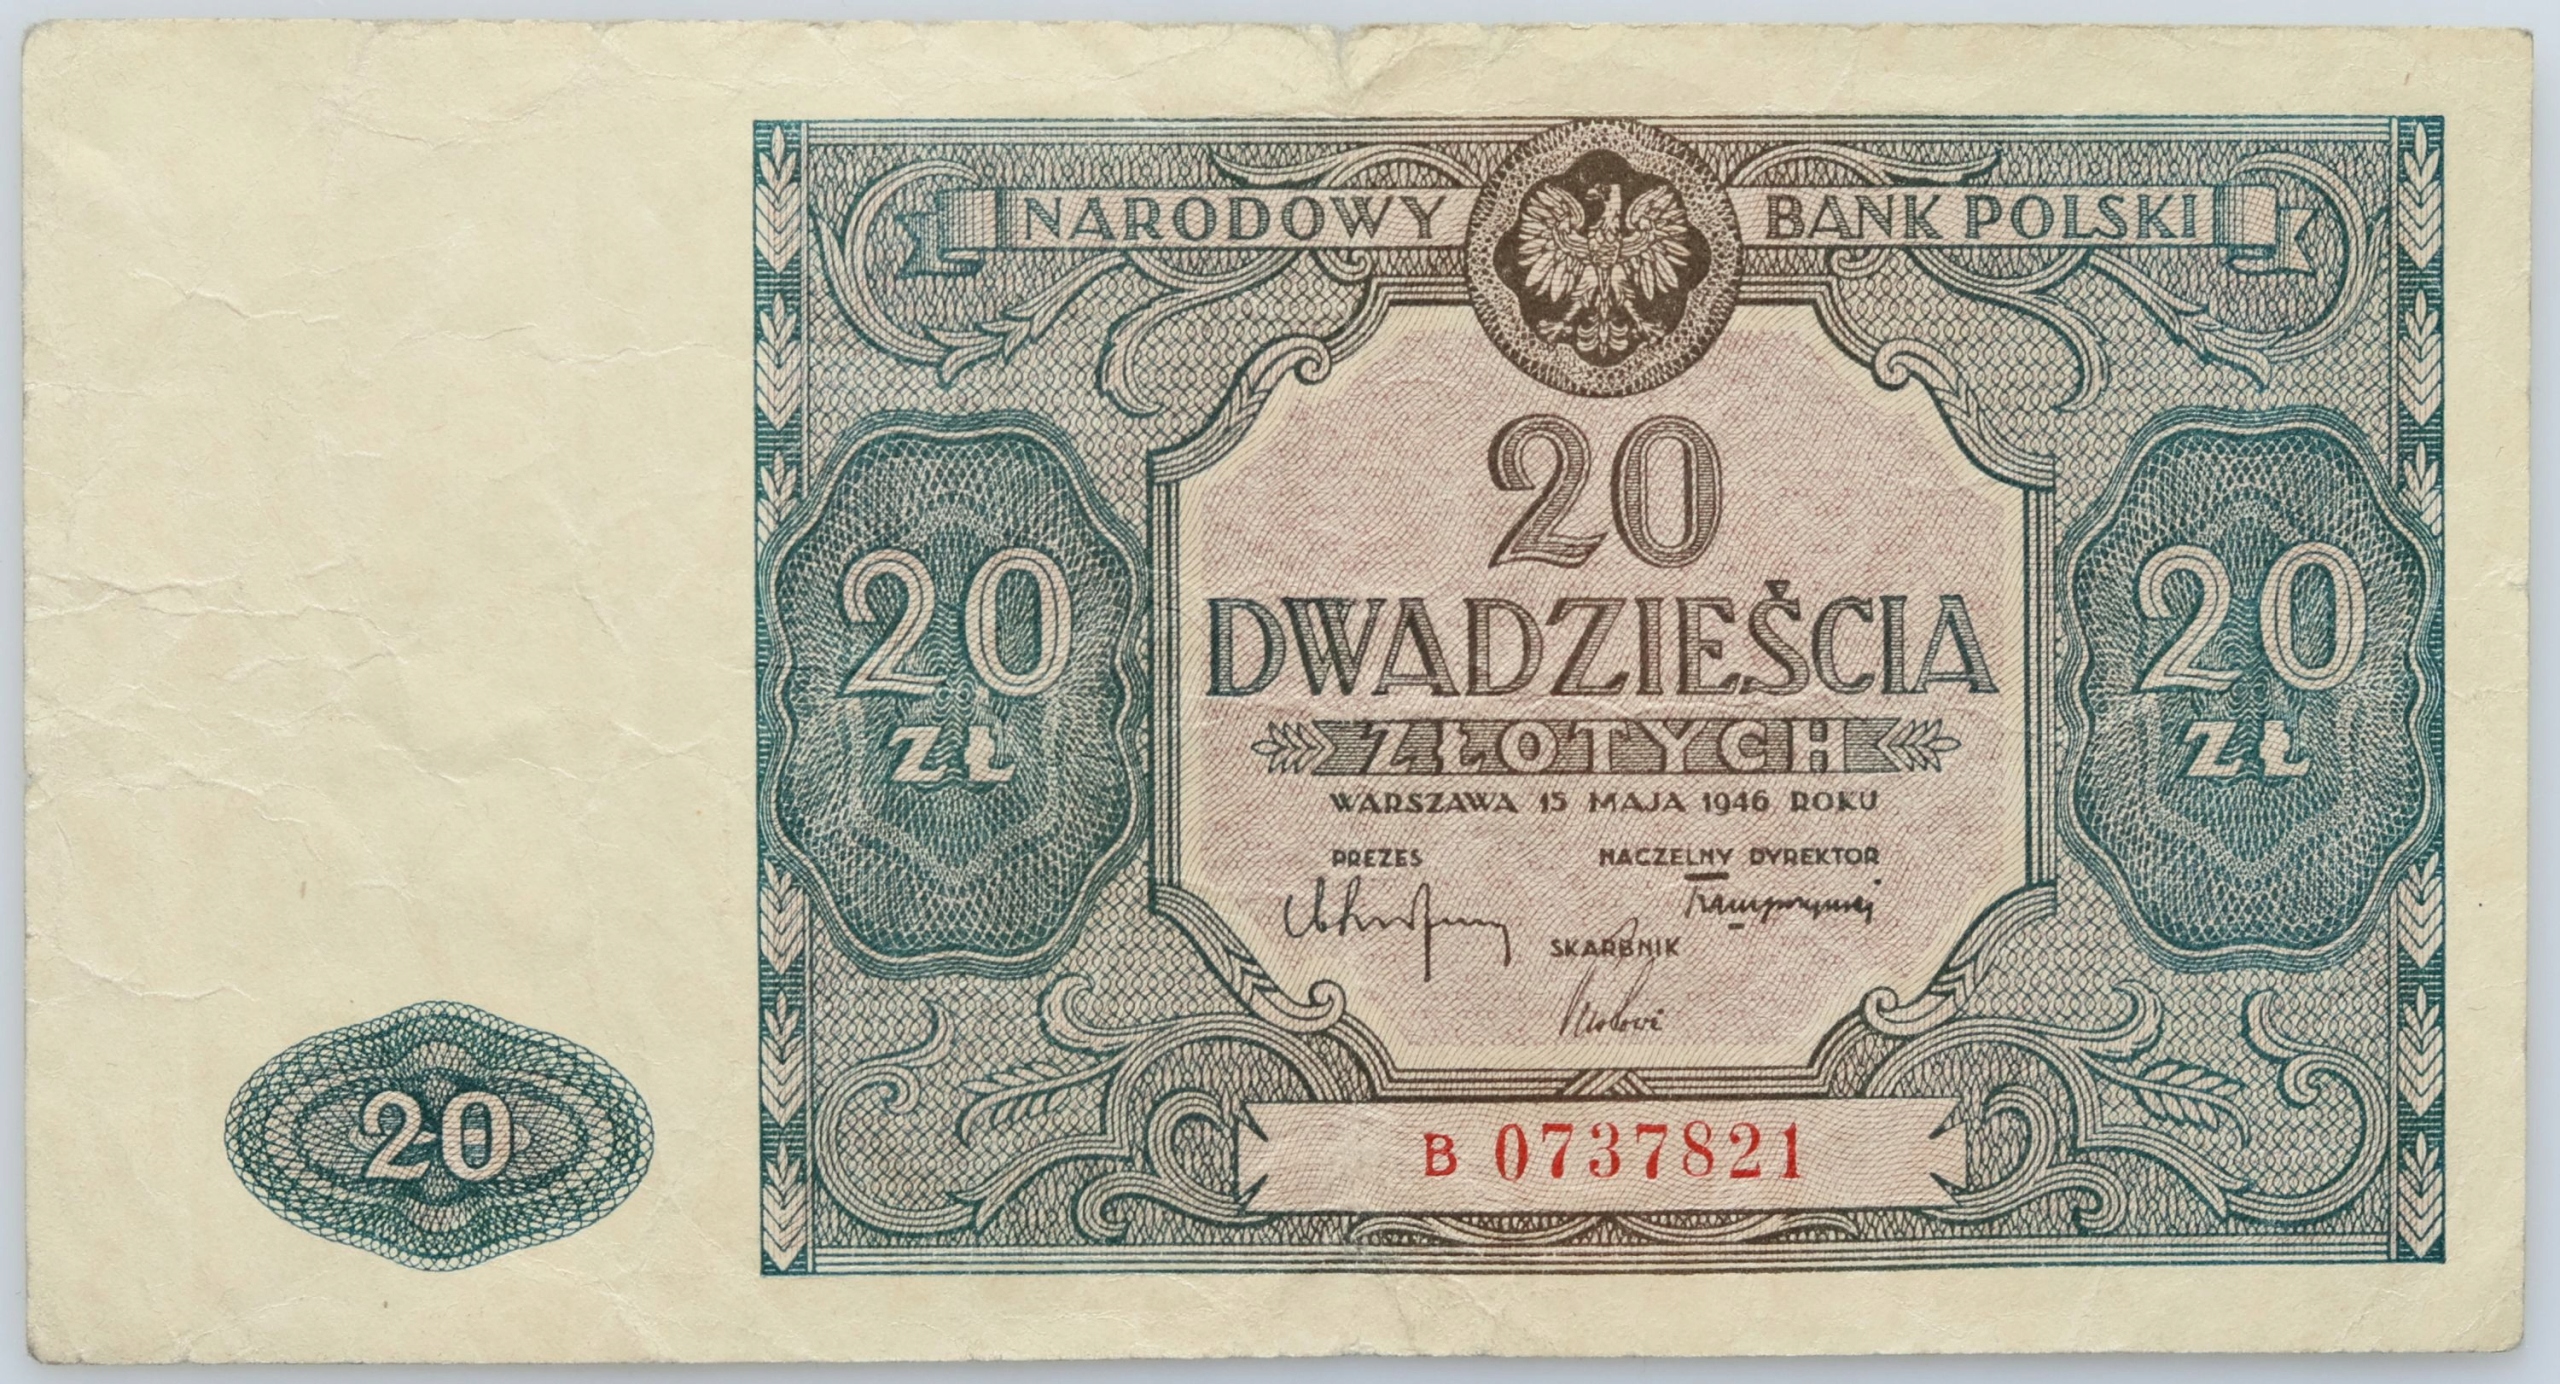 NARODOWY BANK POLSKI
20
DWADZIEŚCIA
ZŁOTYCH
WARSZAWA 15 MAJA 1946 ROKU
PREZES NACZELNY DYREKTOR
SKARBNIK
20
zł
20
zł
20
B 0737821